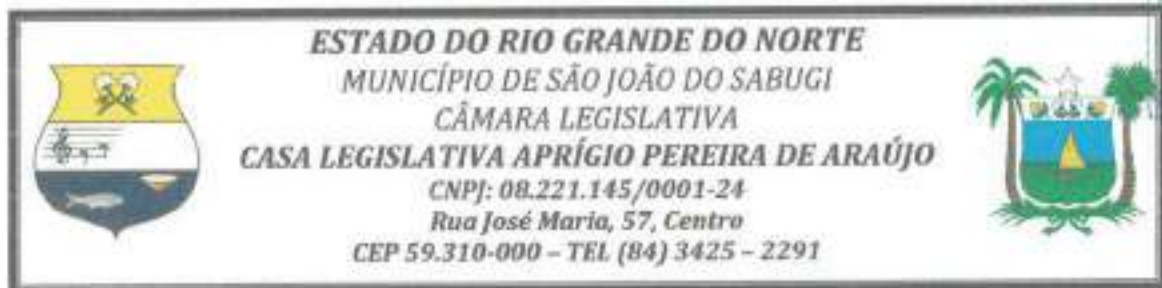 ESTADO DO RIO GRANDE DO NORTE
MUNICÍPIO DE SÃO JOÃO DO SABUGI
CÂMARA LEGISLATIVA
CASA LEGISLATIVA APRÍGIO PEREIRA DE ARAÚJO
CNPJ: 08.221.145/0001-24
Rua José Maria, 57, Centro
CEP 59.310-000 – TEL (84) 3425 – 2291